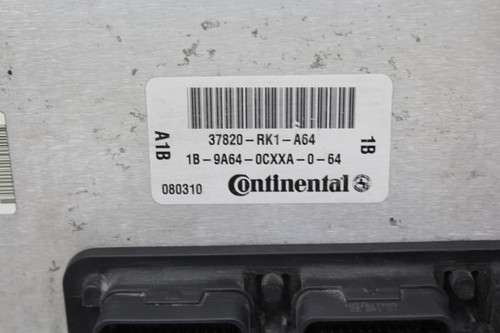 37820-RK1-A64
1B-9A64-0CXXA-0-64
080310 Continental
A1B
1B